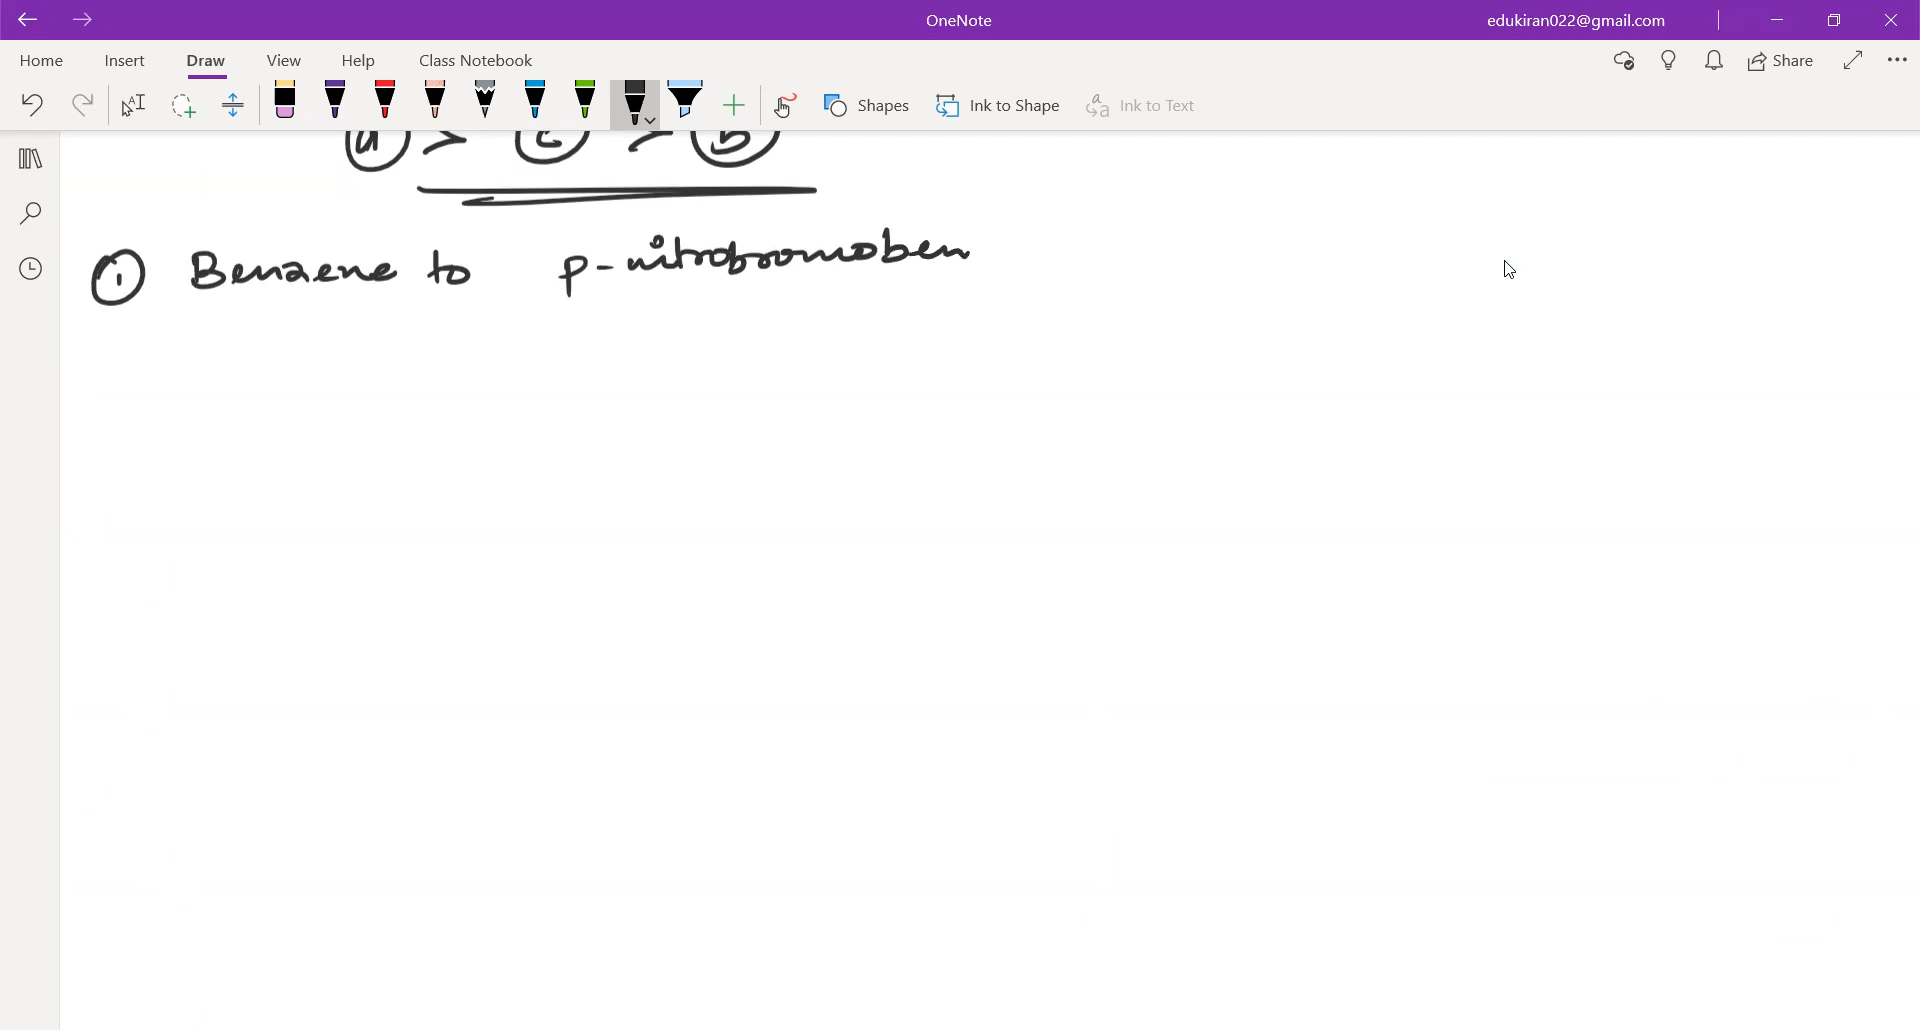 OneNote
edukiran022@gmail.com
Home Insert Draw View Help Class Notebook
Share
Shapes Ink to Shape Ink to Text
a > c > b
① Benzene to p-nitrobromoben